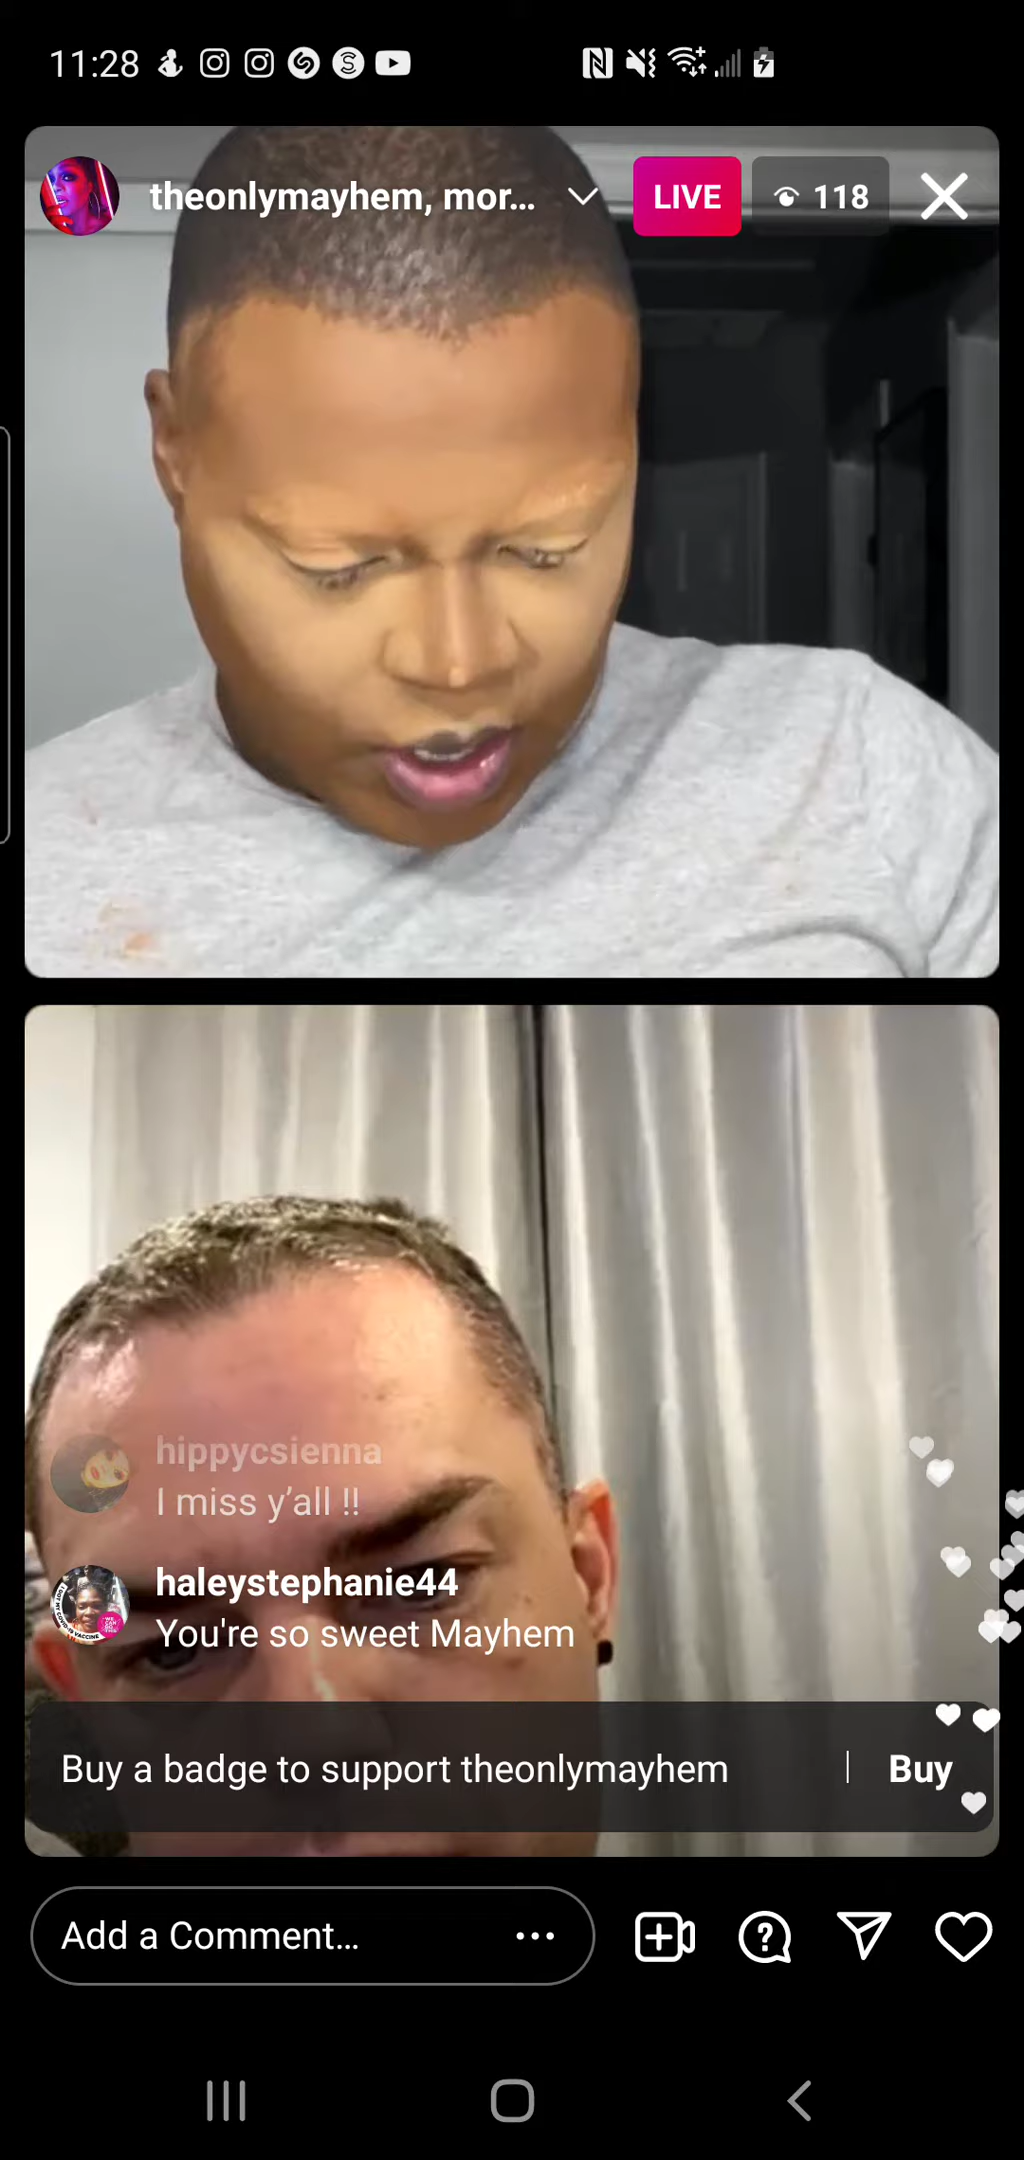 11:28
theonlymayhem, mor...
LIVE
118
hippycsienna
I miss y’all !!
haleystephanie44
You're so sweet Mayhem
Buy a badge to support theonlymayhem | Buy
Add a Comment...